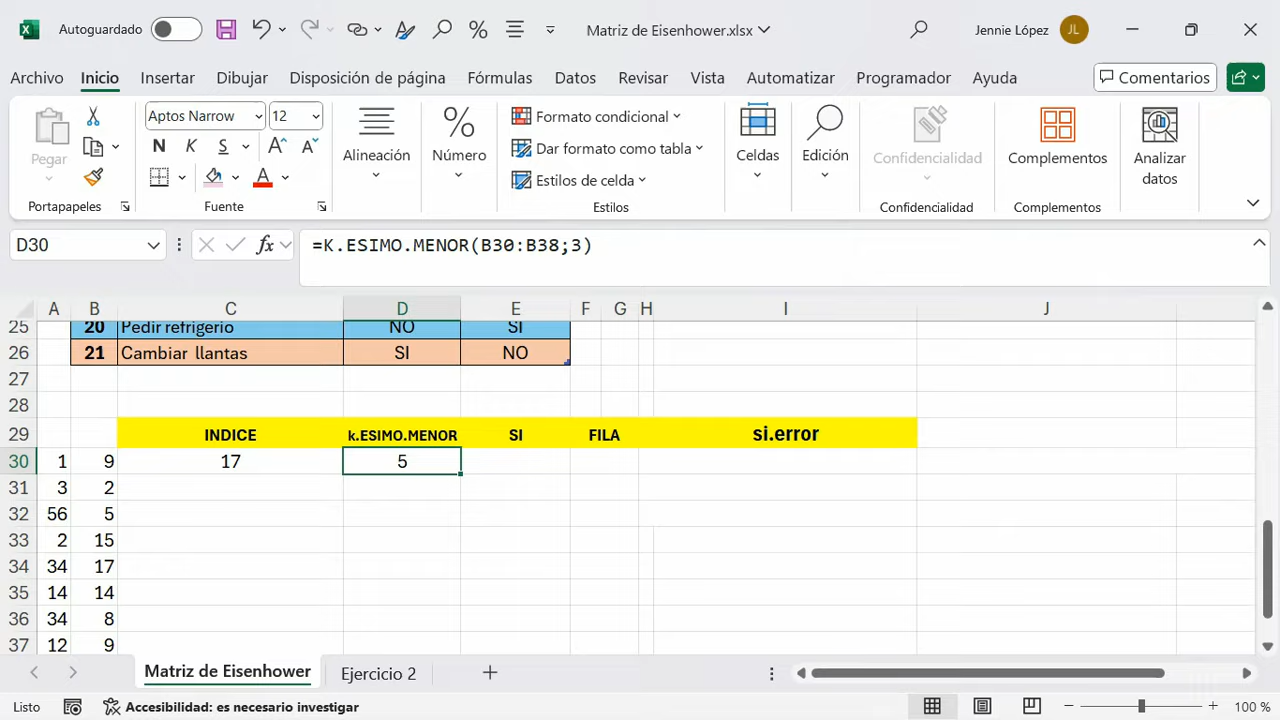 Autoguardado
Matriz de Eisenhower.xlsx
Jennie López
JL
Archivo Inicio Insertar Dibujar Disposición de página Fórmulas Datos Revisar Vista Automatizar Programador Ayuda
Comentarios
Pegar
Portapapeles
Aptos Narrow 12
N K S A A
A
Fuente
Alineación
%
Número
Formato condicional
Dar formato como tabla
Estilos de celda
Estilos
Celdas
Edición
Confidencialidad
Confidencialidad
Complementos
Complementos
Analizar
datos
D30
fx
=K.ESIMO.MENOR(B30:B38;3)
A B C D E F G H I J
25 20 Pedir refrigerio NO SI
26 21 Cambiar llantas SI NO
27
28
29 INDICE k.ESIMO.MENOR SI FILA si.error
30 1 9 17 5
31 3 2
32 56 5
33 2 15
34 34 17
35 14 14
36 34 8
37 12 9
Matriz de Eisenhower Ejercicio 2
Listo Accesibilidad: es necesario investigar 100 %